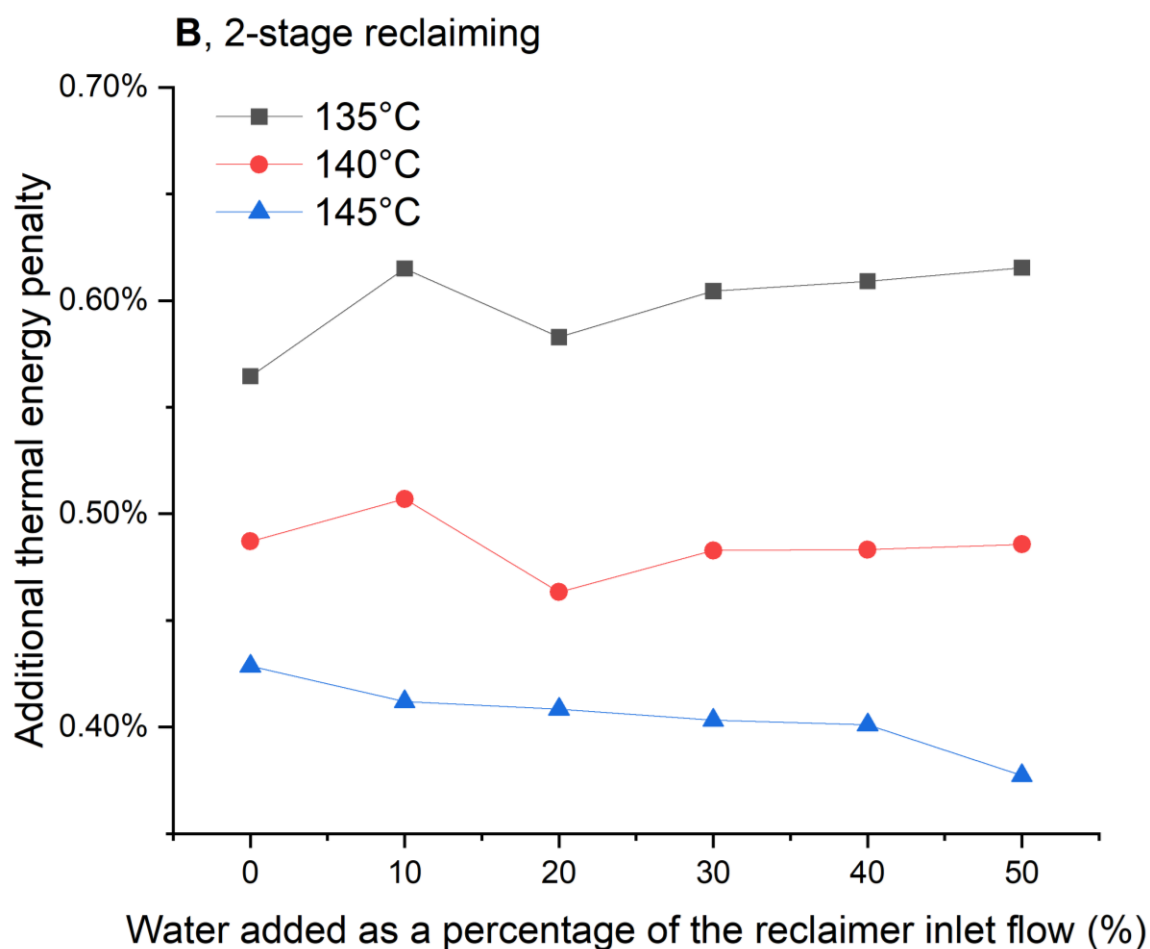 B, 2-stage reclaiming
0.70%
0.60%
0.50%
0.40%
135°C
140°C
145°C
Additional thermal energy penalty
0 10 20 30 40 50
Water added as a percentage of the reclaimer inlet flow (%)